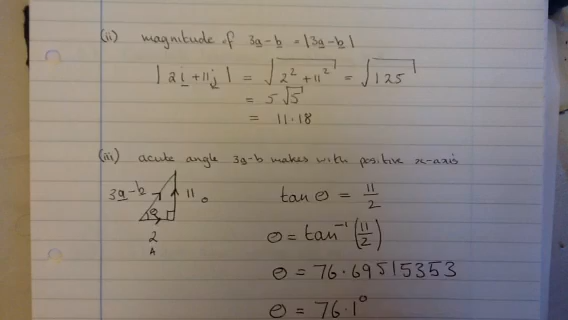 (ii) magnitude of 3a-b = |3a-b|
|2i+11j| = √2²+11² = √125
= 5√5
= 11.18
(iii) acute angle 3a-b makes with positive x-axis
3a-b 11 o tan θ = 11/2
θ
2
A
θ = tan⁻¹(11/2)
θ = 76.69515353
θ = 76.1°